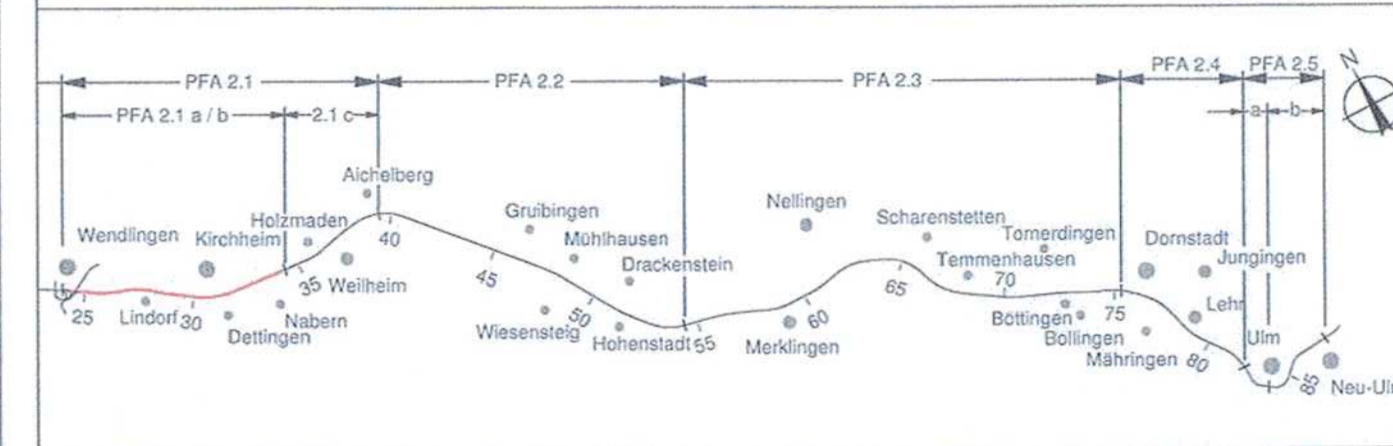 N
PFA 2.1
PFA 2.2
PFA 2.3
PFA 2.4
PFA 2.5
PFA 2.1 a / b
2.1 c
a
b
Aichelberg
Wendlingen
Kirchheim
Holzmaden
40
Gruibingen
Mühlhausen
Drackenstein
Nellingen
Scharenstetten
Tomerdingen
Dornstadt
Jungingen
Temmenhausen
25
Lindorf
30
Dettingen
Nabern
35
Weilheim
45
50
Wiesensteig
Hohenstadt
55
Merklingen
60
65
70
Böttingen
Bollingen
75
Mähringen
Lehr
80
Ulm
85